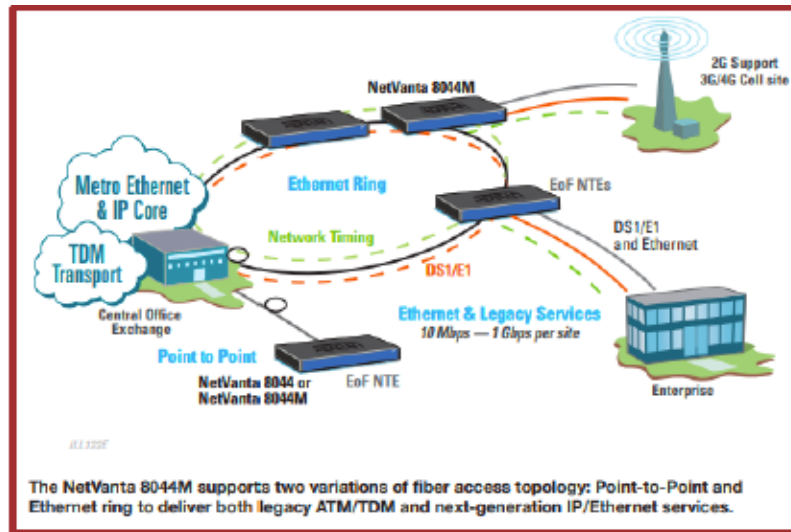 2G Support
3G/4G Cell site
NetVanta 8044M
Metro Ethernet
& IP Core
Ethernet Ring
EoF NTEs
TDM
Transport
Network Timing
DS1/E1
and Ethernet
DS1/E1
Central Office
Exchange
Ethernet & Legacy Services
10 Mbps — 1 Gbps per site
Point to Point
EoF NTE
NetVanta 8044 or
NetVanta 8044M
Enterprise
The NetVanta 8044M supports two variations of fiber access topology: Point-to-Point and
Ethernet ring to deliver both legacy ATM/TDM and next-generation IP/Ethernet services.